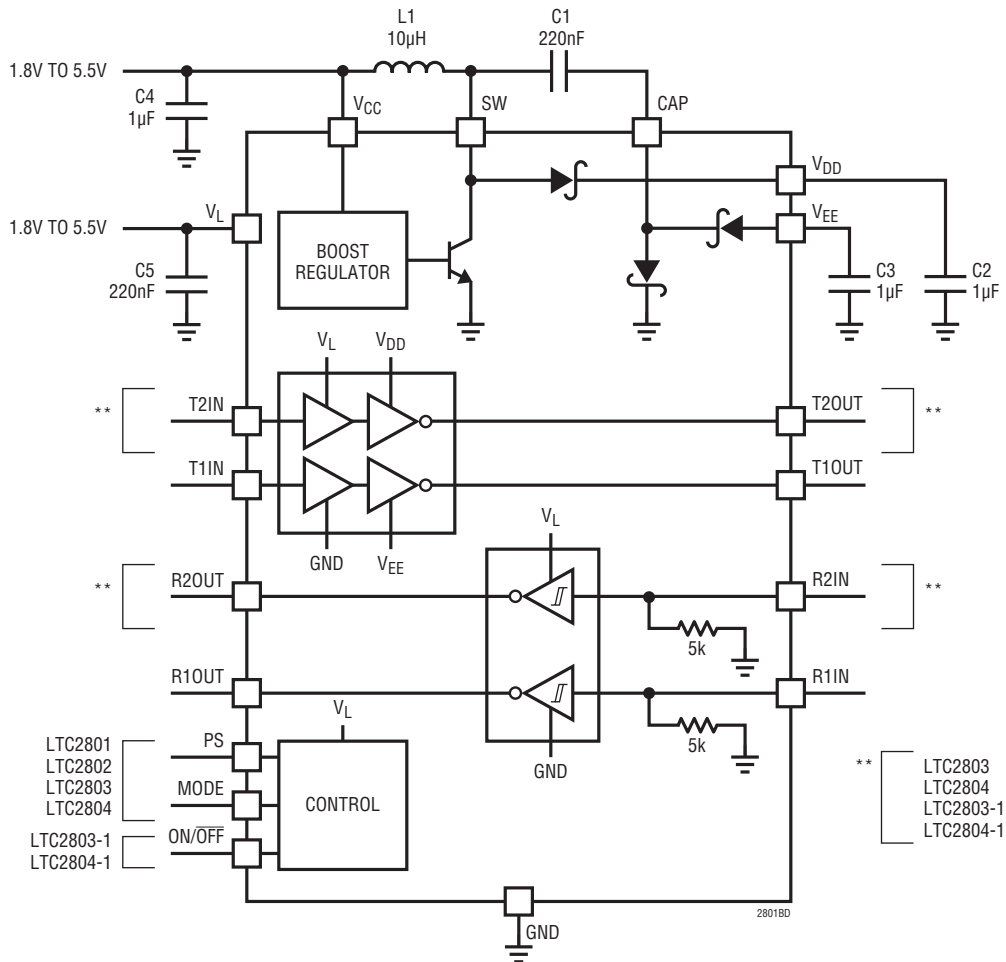 L1
10µH
C1
220nF
1.8V TO 5.5V
C4
1µF
VCC
SW
CAP
VDD
1.8V TO 5.5V
VL
VEE
BOOST
REGULATOR
C5
220nF
C3
1µF
C2
1µF
VL
VDD
**
T2IN
T2OUT
**
T1IN
T1OUT
GND
VEE
VL
**
R2OUT
R2IN
**
5k
R1OUT
R1IN
5k
VL
GND
LTC2801
LTC2802
LTC2803
LTC2804
PS
MODE
CONTROL
**
LTC2803
LTC2804
LTC2803-1
LTC2804-1
LTC2803-1
LTC2804-1
ON/OFF
2801BD
GND